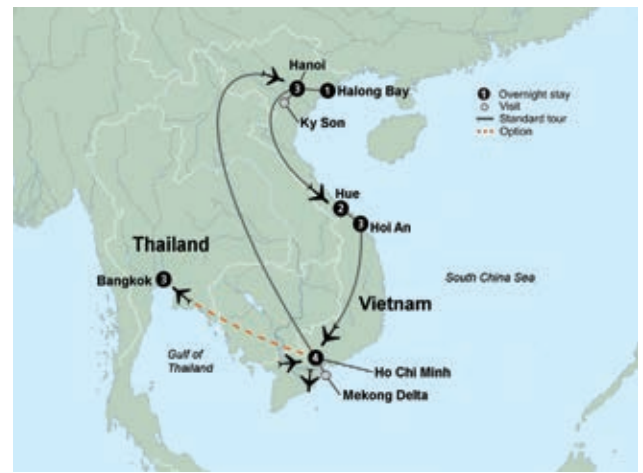 Hanoi
3
1
Halong Bay
Ky Son
1 Overnight stay
Visit
Standard tour
Option
Hue
2
3
Hoi An
Thailand
Bangkok
3
Vietnam
South China Sea
Gulf of
Thailand
4
Ho Chi Minh
Mekong Delta